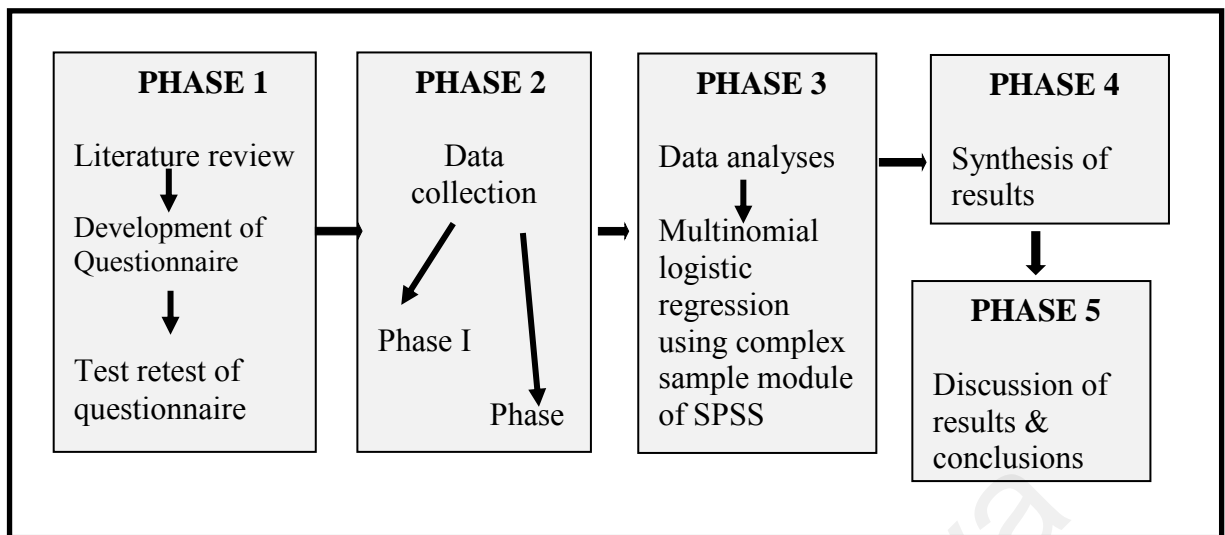 PHASE 1
Literature review
Development of
Questionnaire
Test retest of
questionnaire
PHASE 2
Data
collection
Phase I
Phase
PHASE 3
Data analyses
Multinomial
logistic
regression
using complex
sample module
of SPSS
PHASE 4
Synthesis of
results
PHASE 5
Discussion of
results &
conclusions